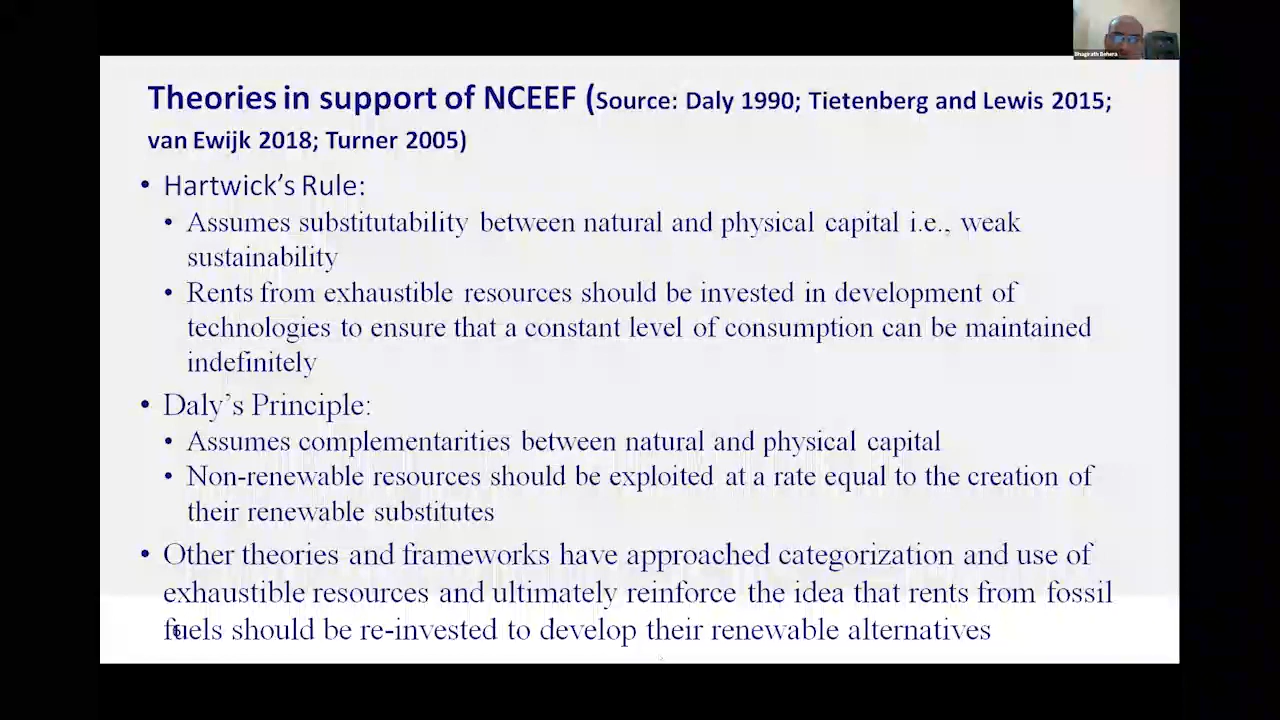 Bhagirath Behera
Theories in support of NCEEF (Source: Daly 1990; Tietenberg and Lewis 2015;
van Ewijk 2018; Turner 2005)
• Hartwick's Rule:
• Assumes substitutability between natural and physical capital i.e., weak
sustainability
• Rents from exhaustible resources should be invested in development of
technologies to ensure that a constant level of consumption can be maintained
indefinitely
• Daly's Principle:
• Assumes complementarities between natural and physical capital
• Non-renewable resources should be exploited at a rate equal to the creation of
their renewable substitutes
• Other theories and frameworks have approached categorization and use of
exhaustible resources and ultimately reinforce the idea that rents from fossil
fuels should be re-invested to develop their renewable alternatives